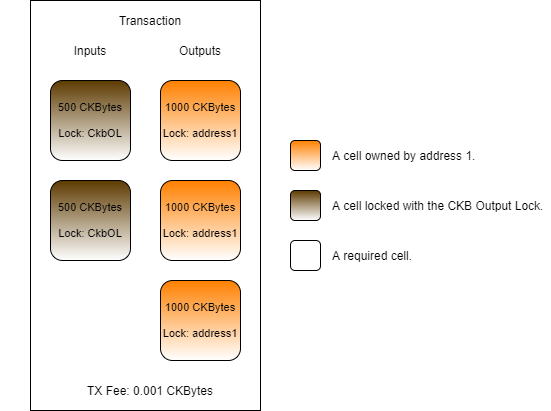 Transaction
Inputs
Outputs
500 CKBytes
Lock: CkbOL
1000 CKBytes
Lock: address1
500 CKBytes
Lock: CkbOL
1000 CKBytes
Lock: address1
1000 CKBytes
Lock: address1
TX Fee: 0.001 CKBytes
A cell owned by address 1.
A cell locked with the CKB Output Lock.
A required cell.